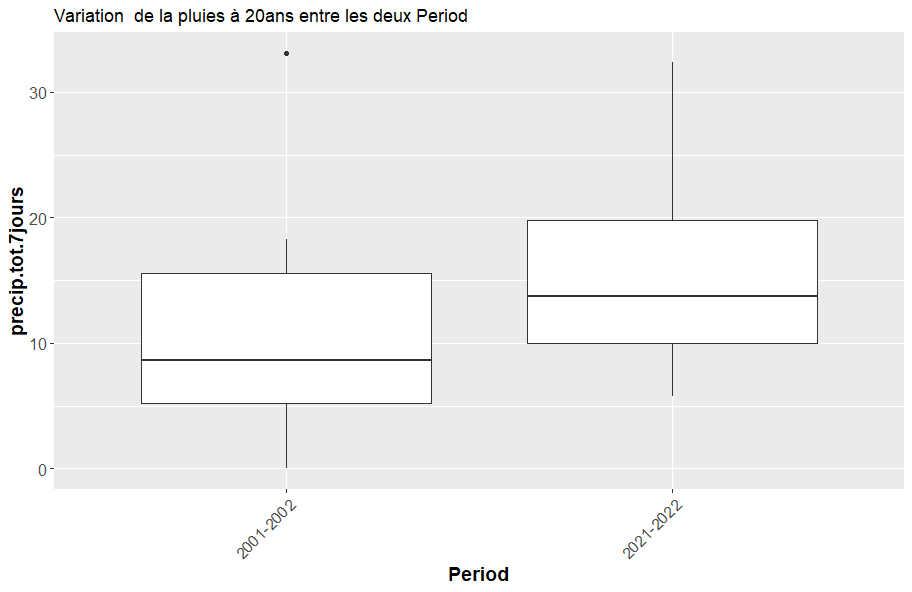 Variation  de la pluies à 20ans entre les deux Period
precip.tot.7jours
30
20
10
0
2001-2002
2021-2022
Period